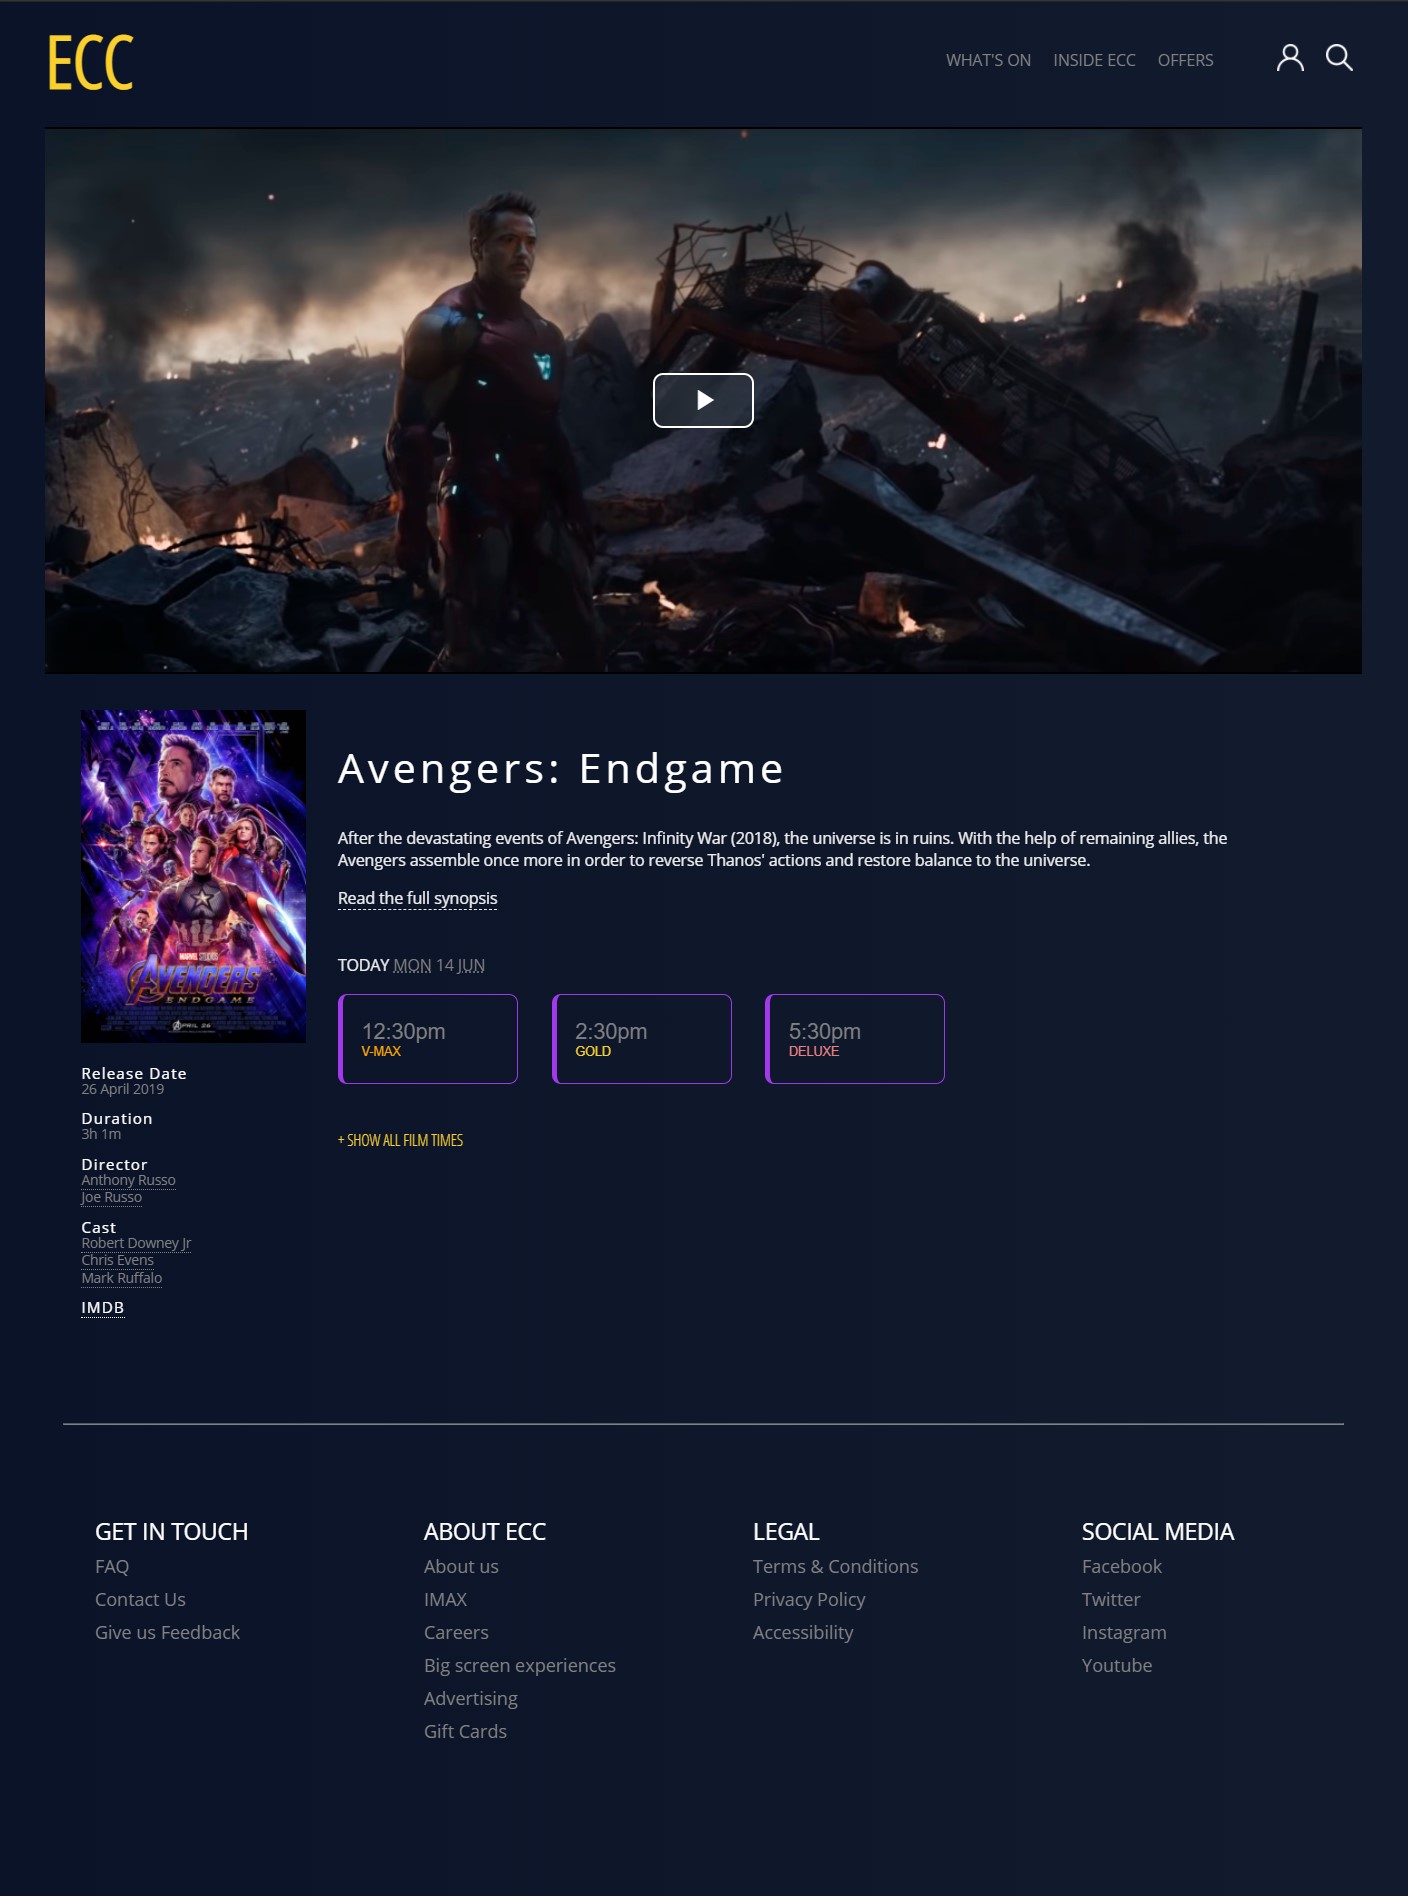 ECC
WHAT'S ON
INSIDE ECC
OFFERS
MARVEL STUDIOS
AVENGERS
ENDGAME
APRIL 26
Avengers: Endgame
After the devastating events of Avengers: Infinity War (2018), the universe is in ruins. With the help of remaining allies, the
Avengers assemble once more in order to reverse Thanos' actions and restore balance to the universe.
Read the full synopsis
TODAY MON 14 JUN
12:30pm
V-MAX
2:30pm
GOLD
5:30pm
DELUXE
+ SHOW ALL FILM TIMES
Release Date
26 April 2019
Duration
3h 1m
Director
Anthony Russo
Joe Russo
Cast
Robert Downey Jr
Chris Evens
Mark Ruffalo
IMDB
GET IN TOUCH
FAQ
Contact Us
Give us Feedback
ABOUT ECC
About us
IMAX
Careers
Big screen experiences
Advertising
Gift Cards
LEGAL
Terms & Conditions
Privacy Policy
Accessibility
SOCIAL MEDIA
Facebook
Twitter
Instagram
Youtube